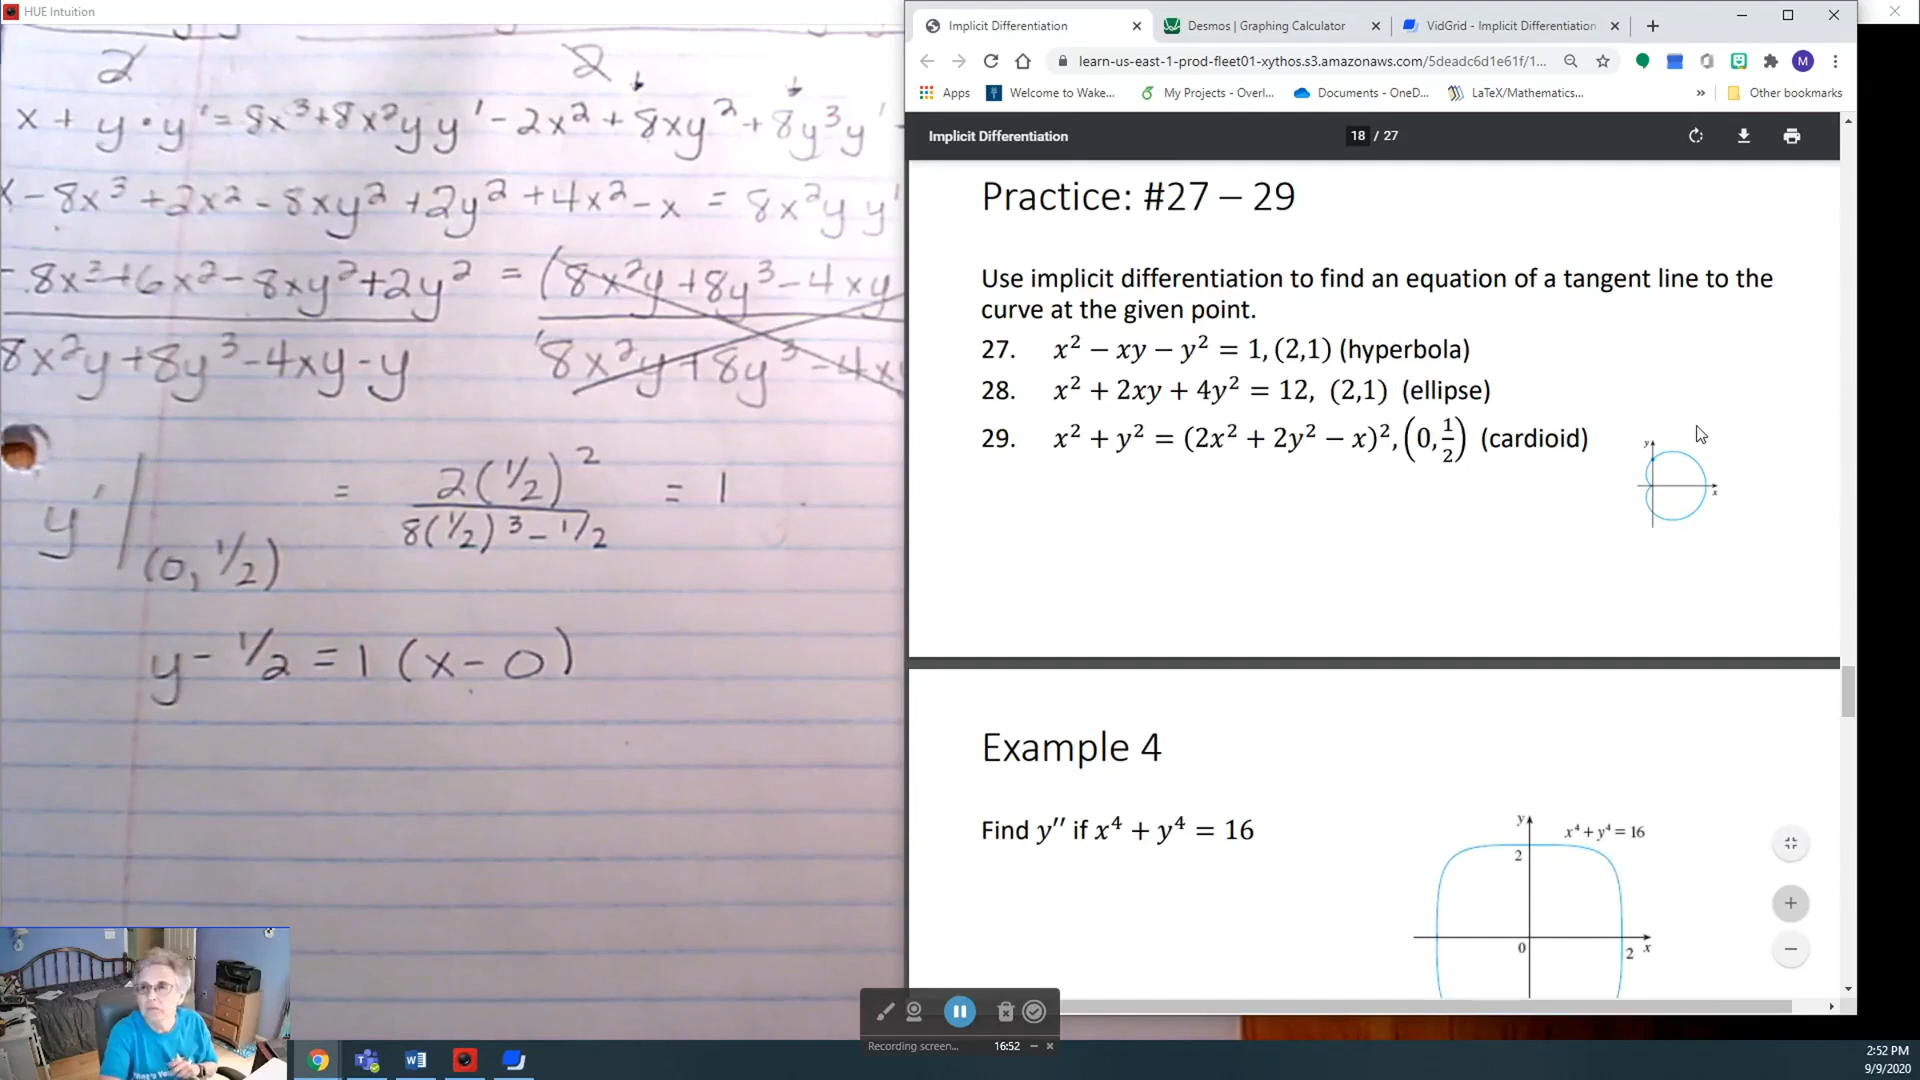 HUE Intuition
2 2
x + y · y' = 8x³+8x²yy' - 2x² + 8xy² + 8y³y' -
x - 8x³ + 2x² - 8xy² + 2y² + 4x² - x = 8x²y y'
- 8x³+6x² - 8xy²+2y² = (8x²y +8y³ - 4xy
8x²y+8y³-4xy-y 8x²y+8y³ -4x
y' |(0, 1/2) = 2(1/2)² / 8(1/2)³ - 1/2 = 1
y - 1/2 = 1 (x - 0)
Implicit Differentiation Desmos | Graphing Calculator VidGrid - Implicit Differentiation
learn-us-east-1-prod-fleet01-xythos.s3.amazonaws.com/5deadc6d1e61f/1... M
Apps Welcome to Wake... My Projects - Overl... Documents - OneD... LaTeX/Mathematics... » Other bookmarks
Implicit Differentiation 18 / 27
Practice: #27 – 29
Use implicit differentiation to find an equation of a tangent line to the
curve at the given point.
27. x² − xy − y² = 1, (2,1) (hyperbola)
28. x² + 2xy + 4y² = 12, (2,1) (ellipse)
29. x² + y² = (2x² + 2y² − x)², (0, 1/2) (cardioid)
y
x
Example 4
Find y′′ if x⁴ + y⁴ = 16
y x⁴ + y⁴ = 16
2
0 2 x
Recording screen... 16:52
2:52 PM
9/9/2020